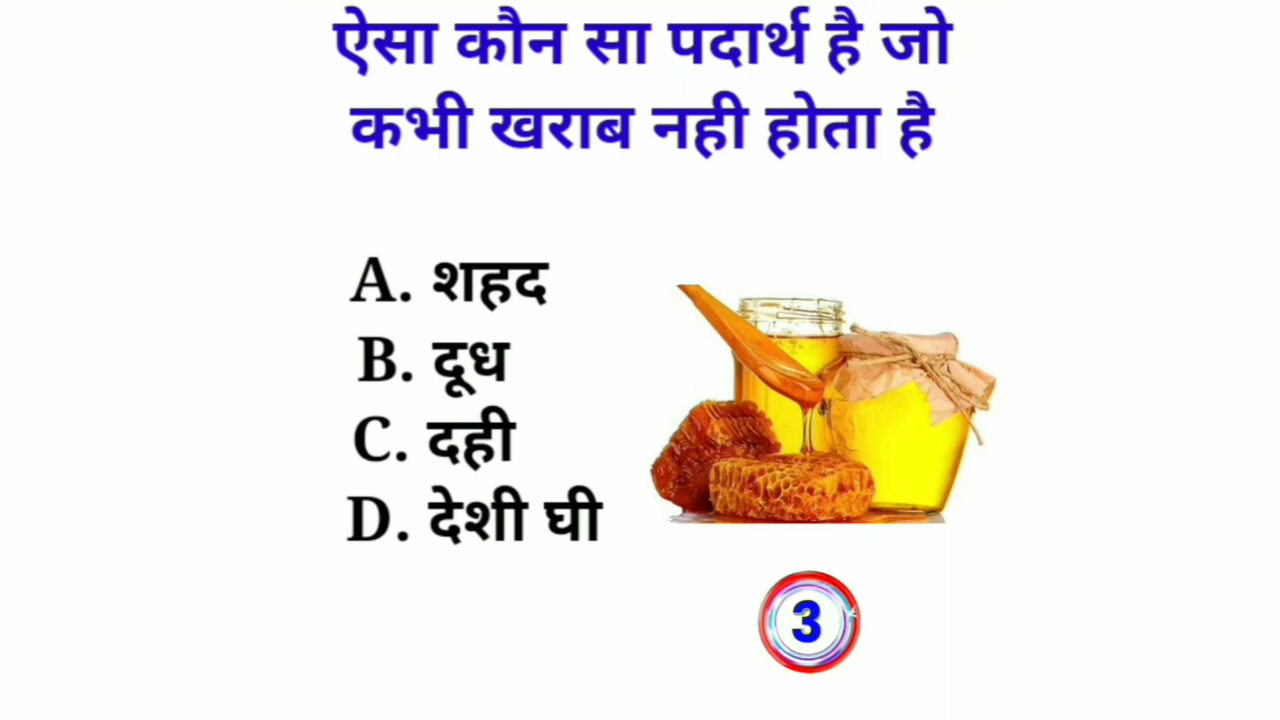 ऐसा कौन सा पदार्थ है जो
कभी खराब नही होता है
A. शहद
B. दूध
C. दही
D. देशी घी
3